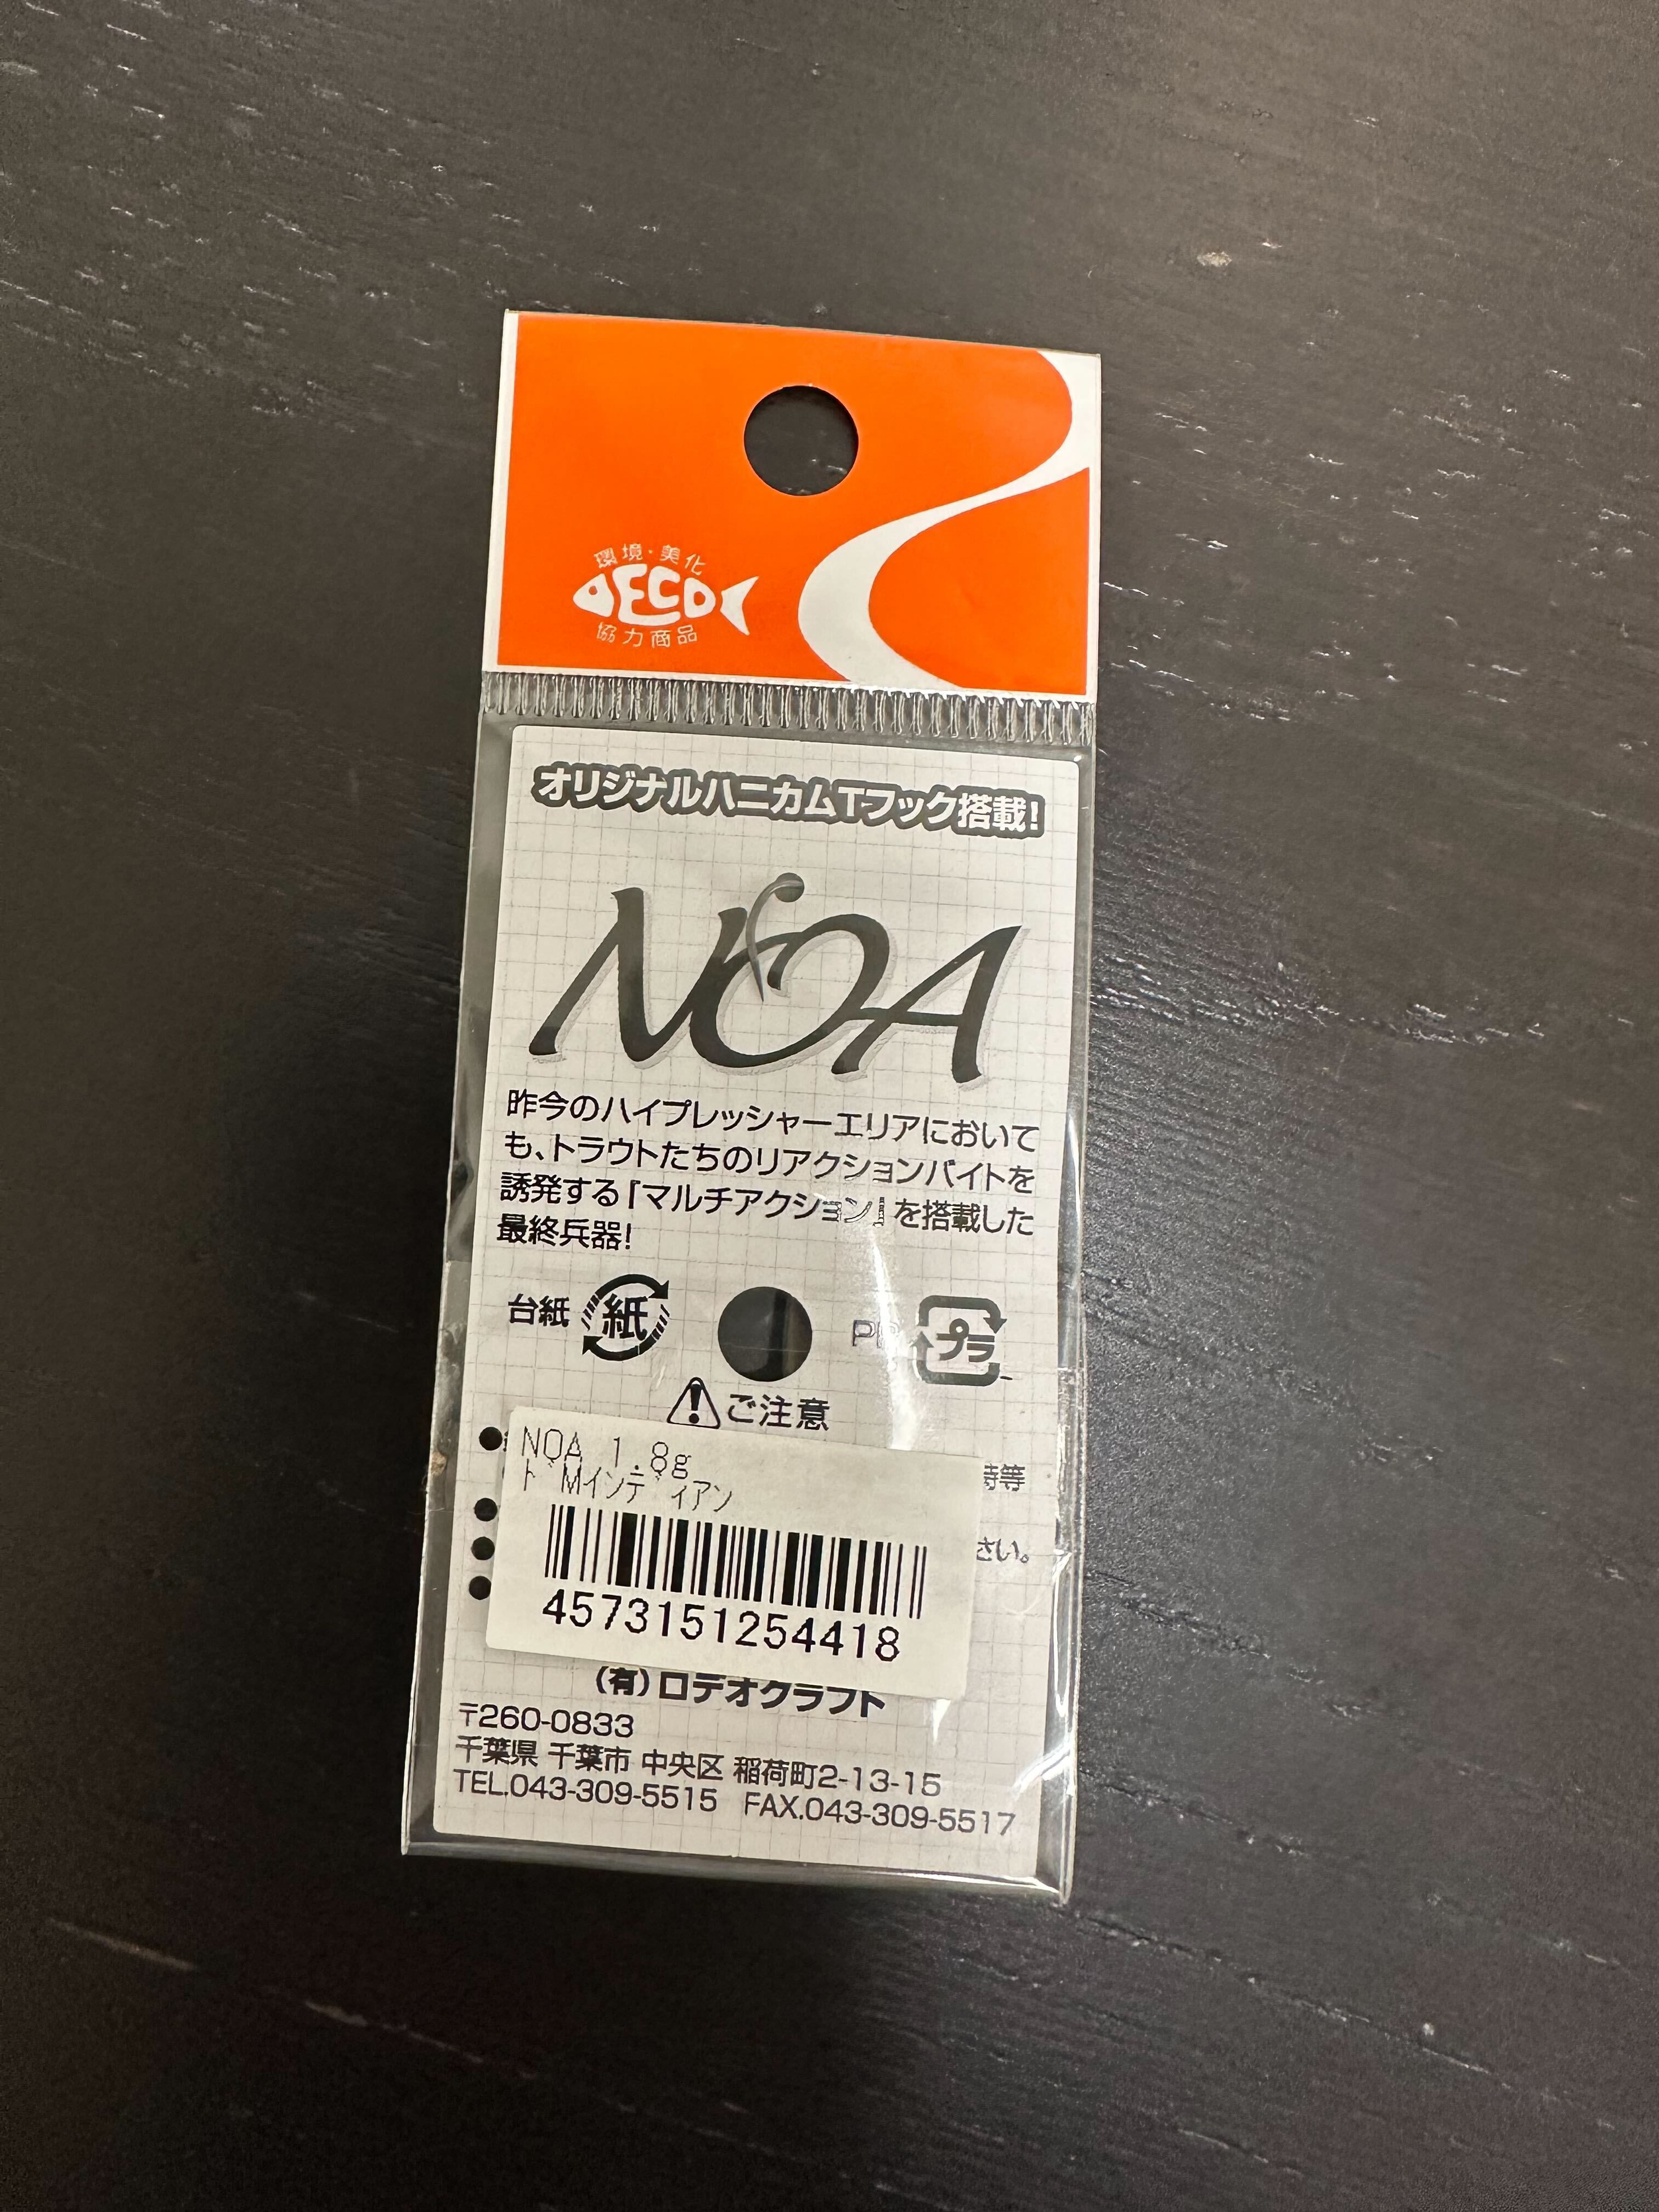 環境・美化
ECO
協力商品
オリジナルハニカムTフック搭載!
NOA
昨今のハイプレッシャーエリアにおいて
も、トラウトたちのリアクションバイトを
誘発する「マルチアクション」を搭載した
最終兵器!
台紙 紙 PP プラ
ご注意
NOA 1.8g
ドMインディアン
時等
さい。
4573151254418
(有)ロデオクラフト
〒260-0833
千葉県 千葉市 中央区 稲荷町2-13-15
TEL.043-309-5515 FAX.043-309-5517